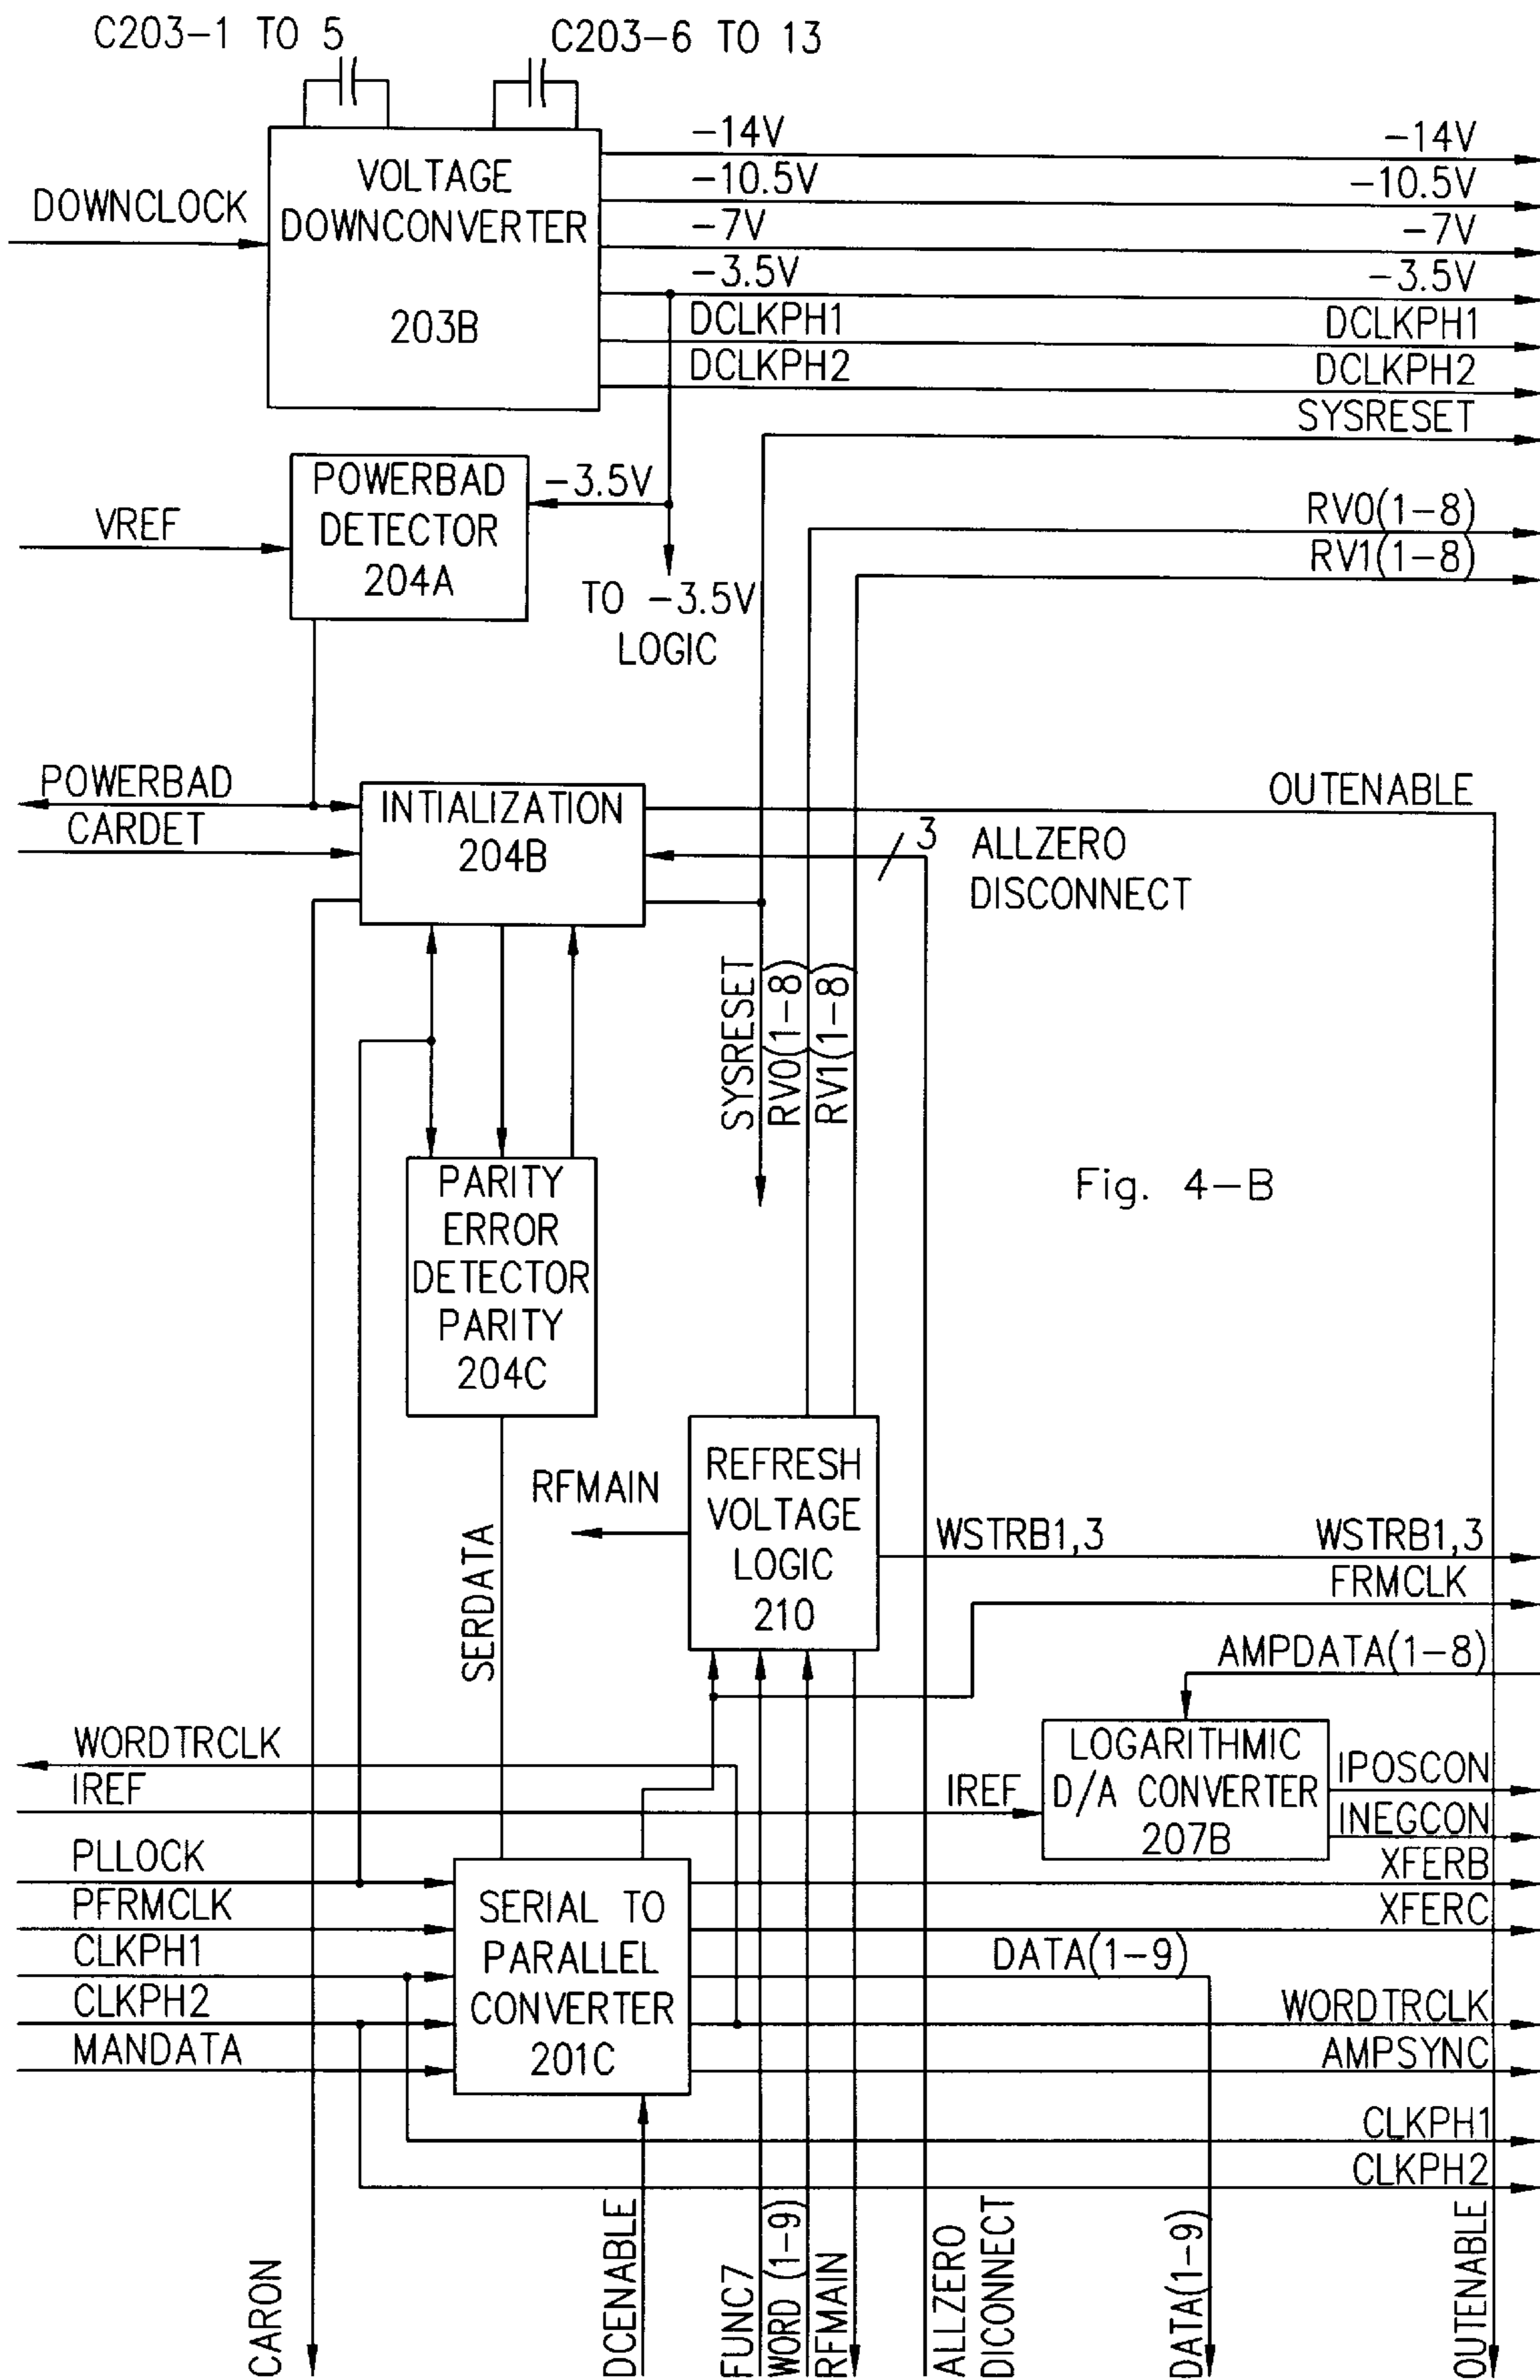 C203-1 TO 5
C203-6 TO 13
VOLTAGE
DOWNCONVERTER
203B
DOWNCLOCK
-14V
-14V
-10.5V
-10.5V
-7V
-7V
-3.5V
-3.5V
DCLKPH1
DCLKPH1
DCLKPH2
DCLKPH2
SYSRESET
POWERBAD
DETECTOR
204A
-3.5V
VREF
TO -3.5V
LOGIC
RV0(1-8)
RV1(1-8)
POWERBAD
CARDET
INTIALIZATION
204B
OUTENABLE
3
ALLZERO
DISCONNECT
SYSRESET
RV0(1-8)
RV1(1-8)
PARITY
ERROR
DETECTOR
PARITY
204C
Fig. 4-B
SERDATA
RFMAIN
REFRESH
VOLTAGE
LOGIC
210
WSTRB1,3
WSTRB1,3
FRMCLK
AMPDATA(1-8)
WORDTRCLK
IREF
IREF
LOGARITHMIC
D/A CONVERTER
207B
IPOSCON
INEGCON
PLLOCK
PFRMCLK
CLKPH1
CLKPH2
MANDATA
SERIAL TO
PARALLEL
CONVERTER
201C
XFERB
XFERC
DATA(1-9)
WORDTRCLK
AMPSYNC
CLKPH1
CLKPH2
CARON
DCENABLE
FUNC7
WORD (1-9)
RFMAIN
ALLZERO
DICONNECT
DATA(1-9)
OUTENABLE